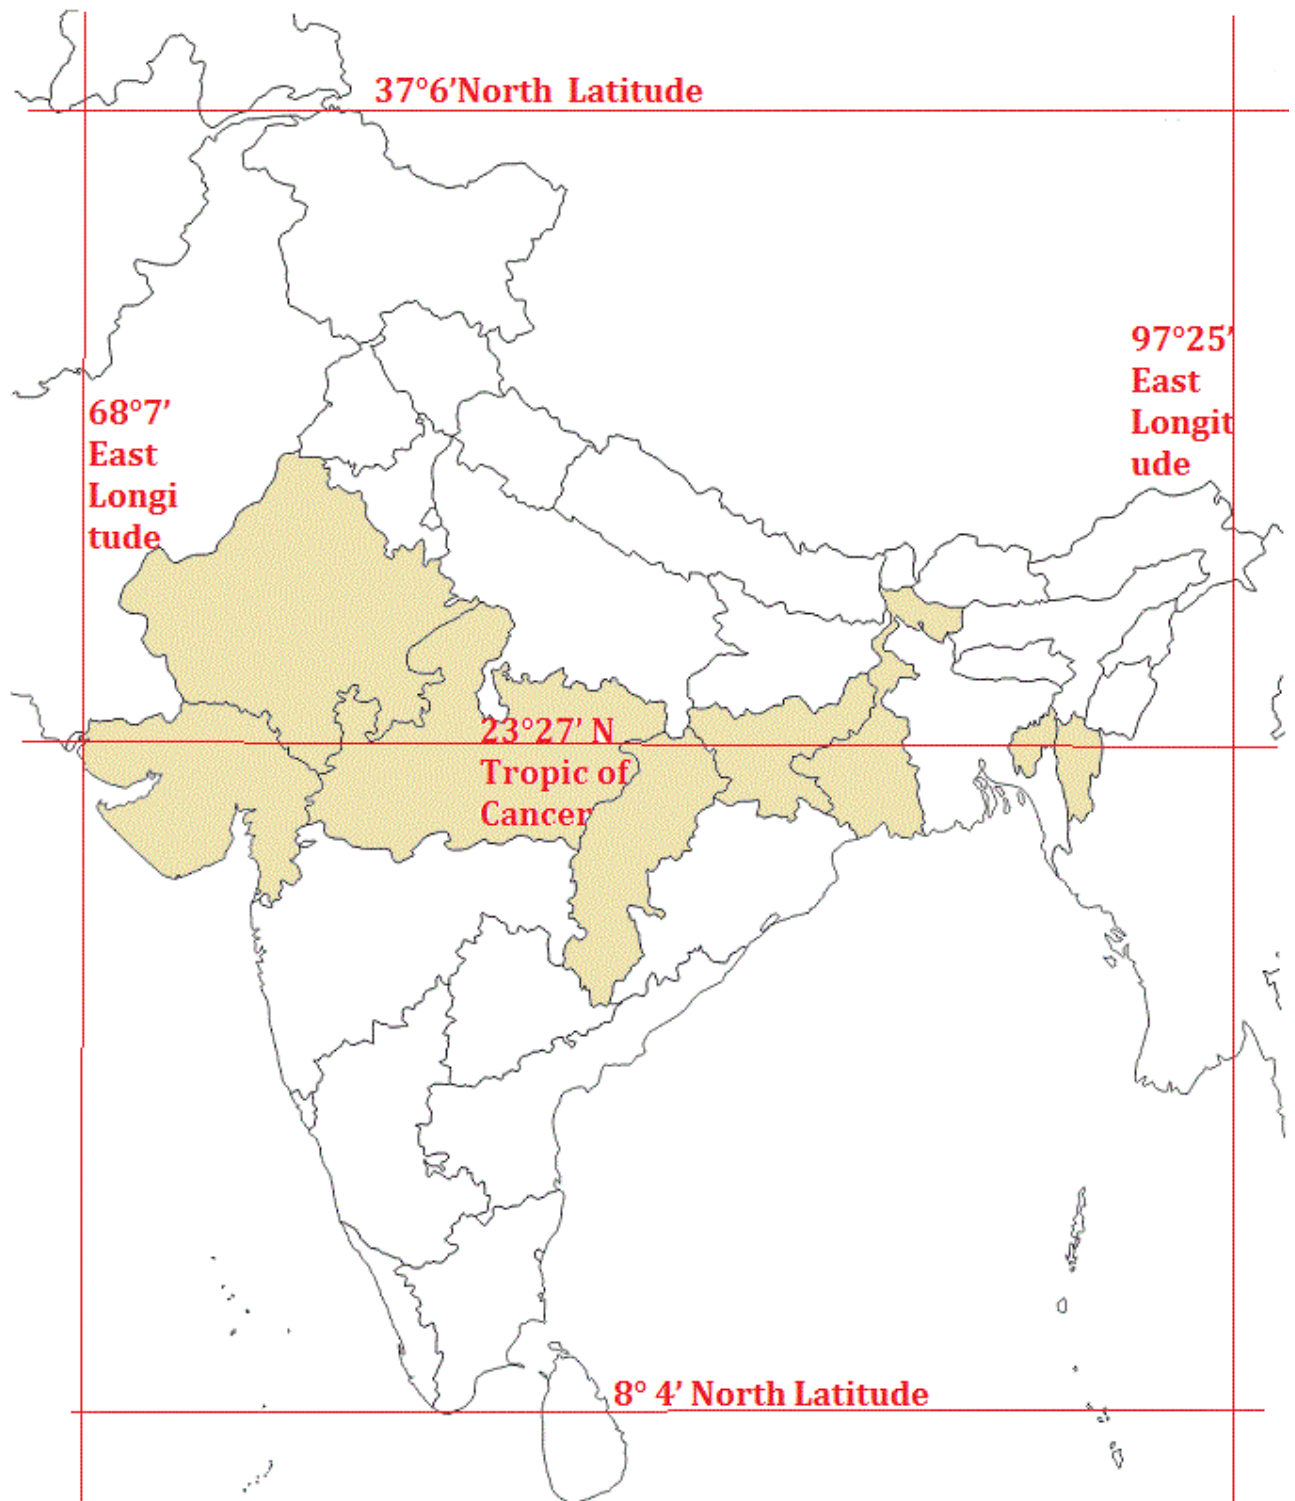 37°6’North Latitude
97°25’
East
Longit
ude
68°7’
East
Longi
tude
23°27’ N
Tropic of
Cancer
8° 4’ North Latitude